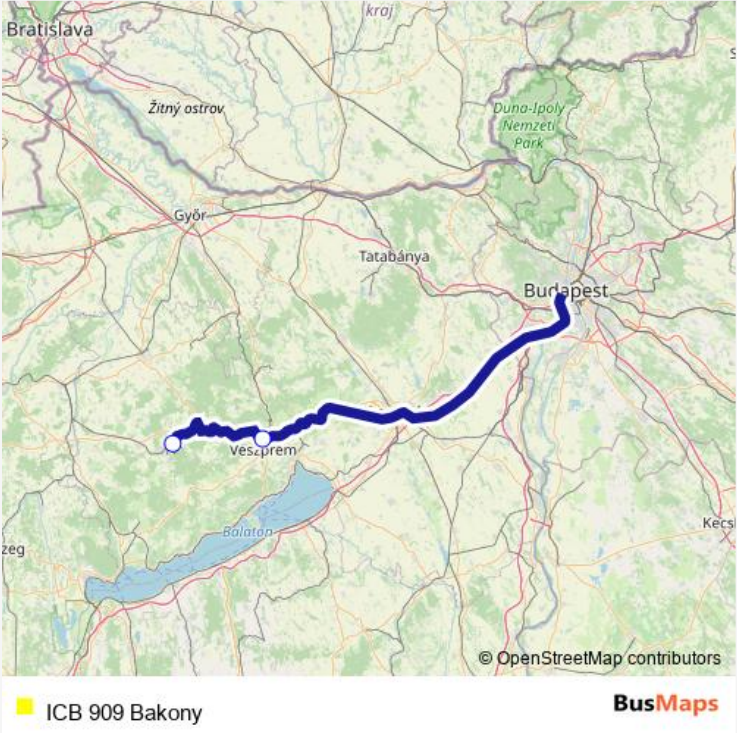 kraj
Bratislava
Žitný ostrov
Duna-Ipoly
Nemzeti
Park
Győr
Tatabánya
Budapest
Veszprém
Kecs
Balaton
zeg
© OpenStreetMap contributors
ICB 909 Bakony
BusMaps